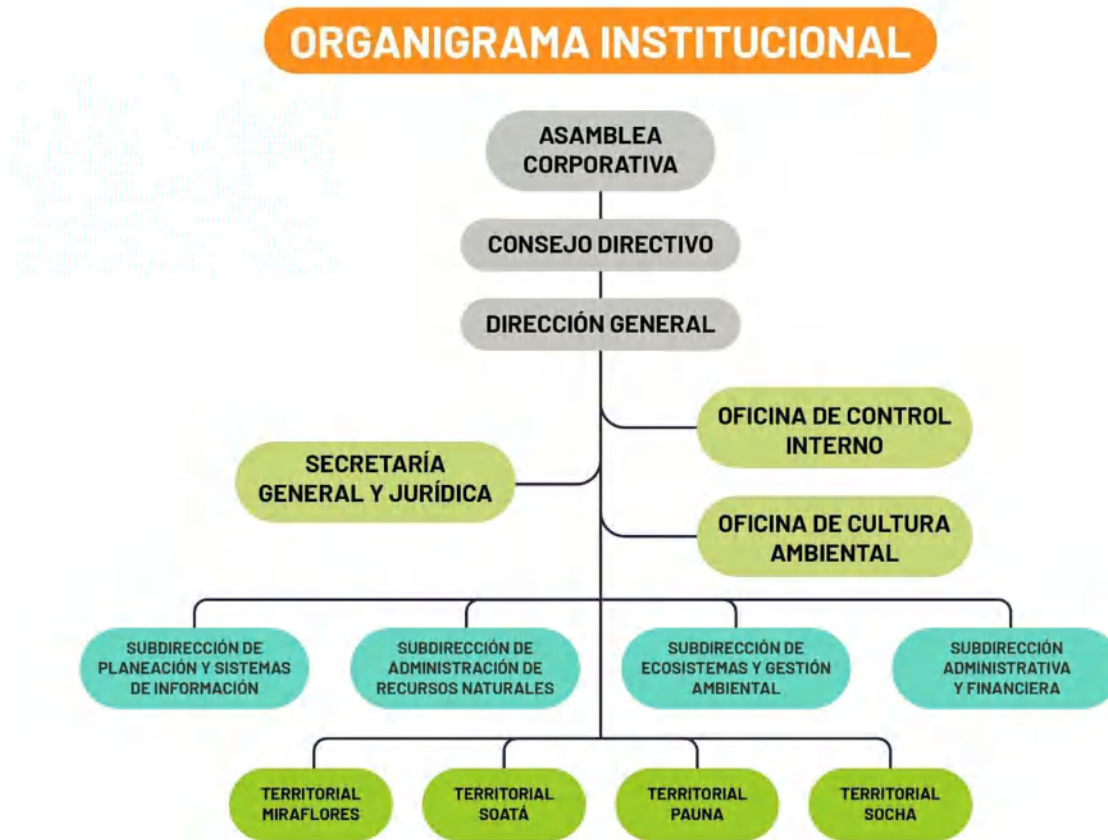 ORGANIGRAMA INSTITUCIONAL
ASAMBLEA
CORPORATIVA
CONSEJO DIRECTIVO
DIRECCIÓN GENERAL
OFICINA DE CONTROL
INTERNO
SECRETARÍA
GENERAL Y JURÍDICA
OFICINA DE CULTURA
AMBIENTAL
SUBDIRECCIÓN DE
PLANEACIÓN Y SISTEMAS
DE INFORMACIÓN
SUBDIRECCIÓN DE
ADMINISTRACIÓN DE
RECURSOS NATURALES
SUBDIRECCIÓN DE
ECOSISTEMAS Y GESTIÓN
AMBIENTAL
SUBDIRECCIÓN
ADMINISTRATIVA
Y FINANCIERA
TERRITORIAL
MIRAFLORES
TERRITORIAL
SOATÁ
TERRITORIAL
PAUNA
TERRITORIAL
SOCHA